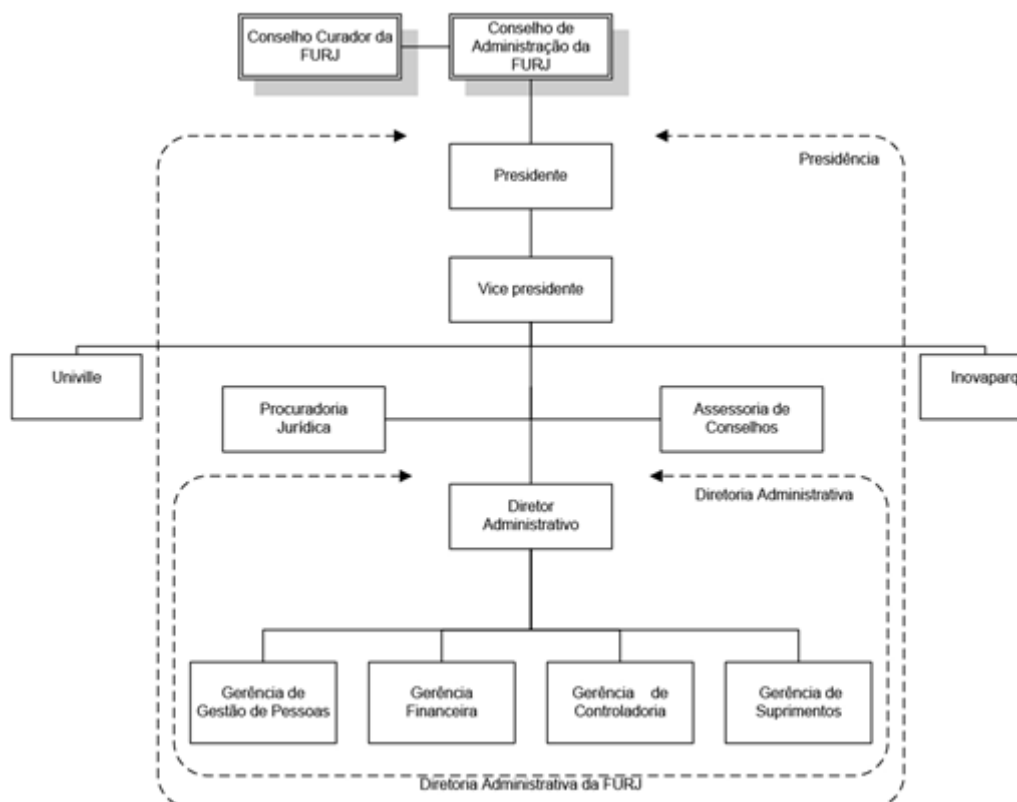 Conselho Curador da
FURJ
Conselho de
Administração da
FURJ
Presidência
Presidente
Vice presidente
Univille
Inovaparq
Procuradoria
Jurídica
Assessoria de
Conselhos
Diretoria Administrativa
Diretor
Administrativo
Gerência de
Gestão de Pessoas
Gerência
Financeira
Gerência de
Controladoria
Gerência de
Suprimentos
Diretoria Administrativa da FURJ